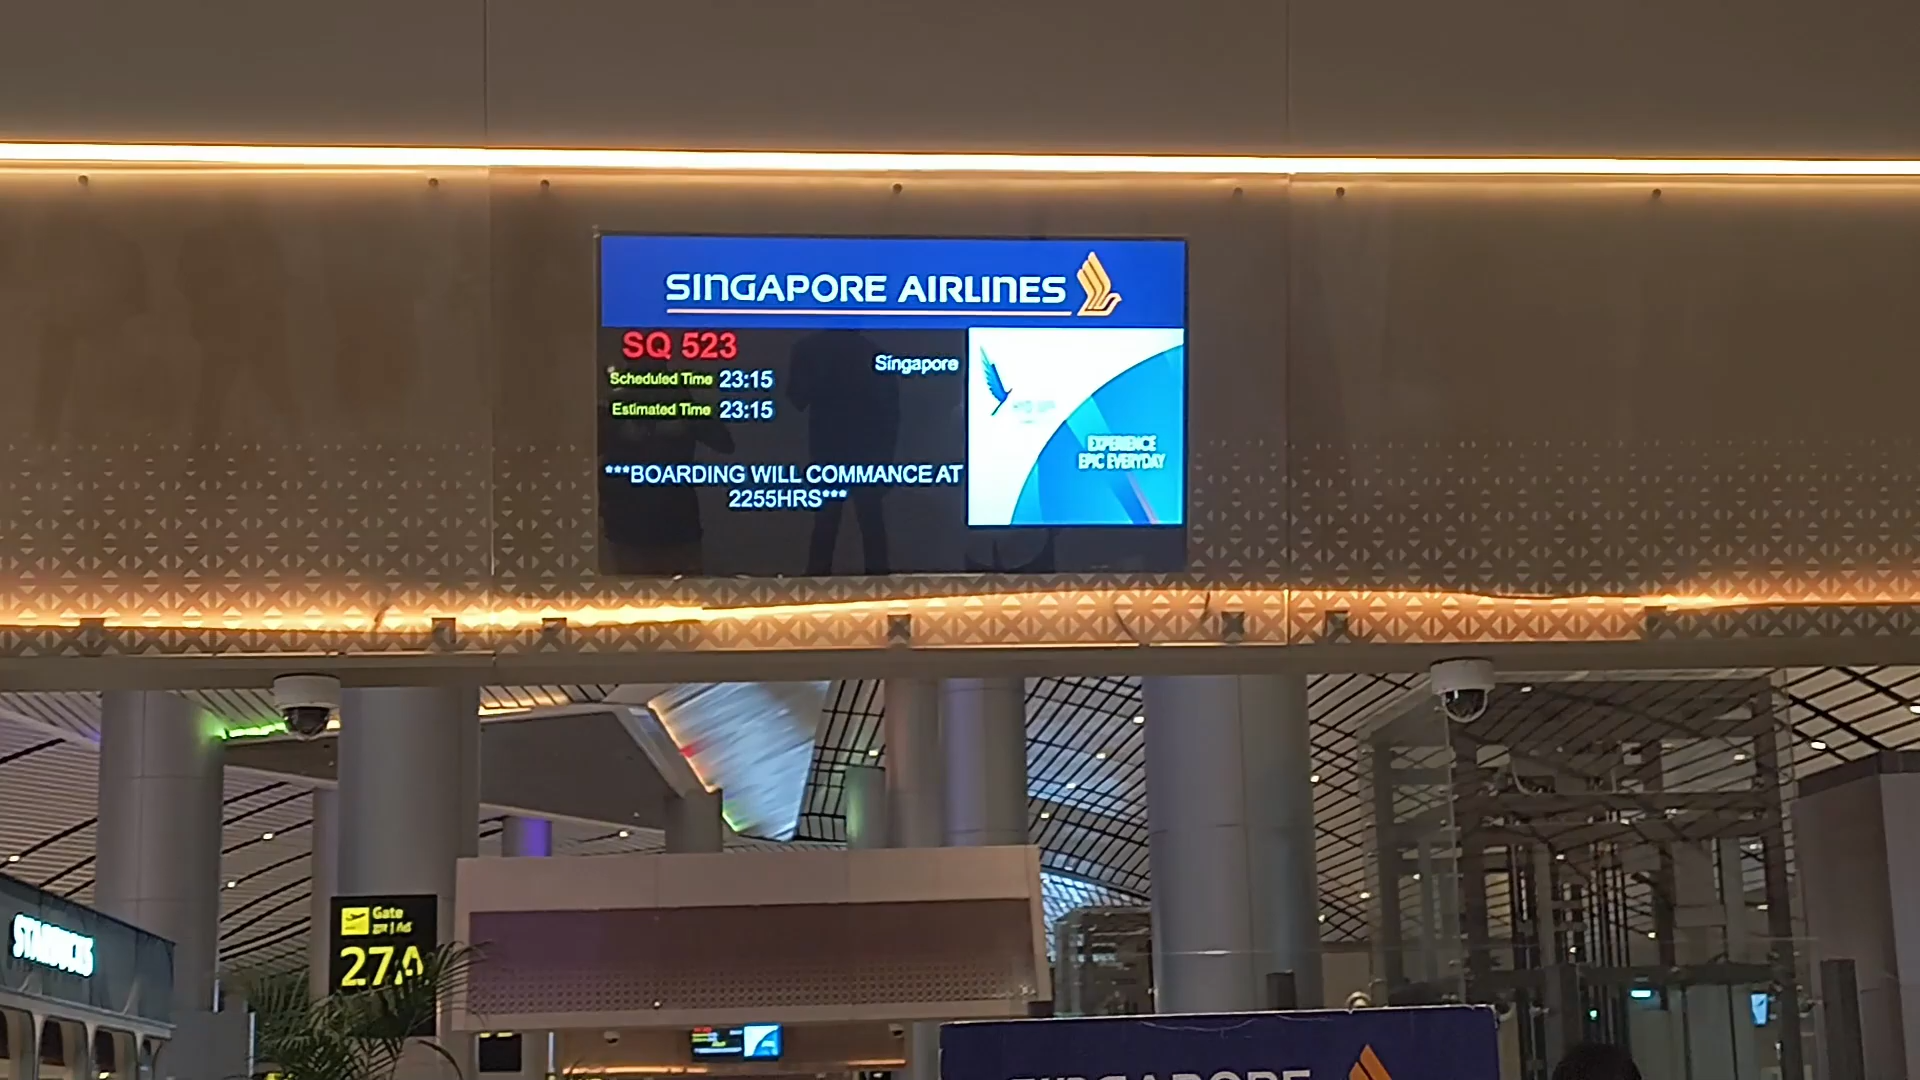 SINGAPORE AIRLINES
SQ 523
Singapore
Scheduled Time 23:15
Estimated Time 23:15
***BOARDING WILL COMMANCE AT
2255HRS***
EXPERIENCE
EPIC EVERYDAY
STARBUCKS
Gate
27A